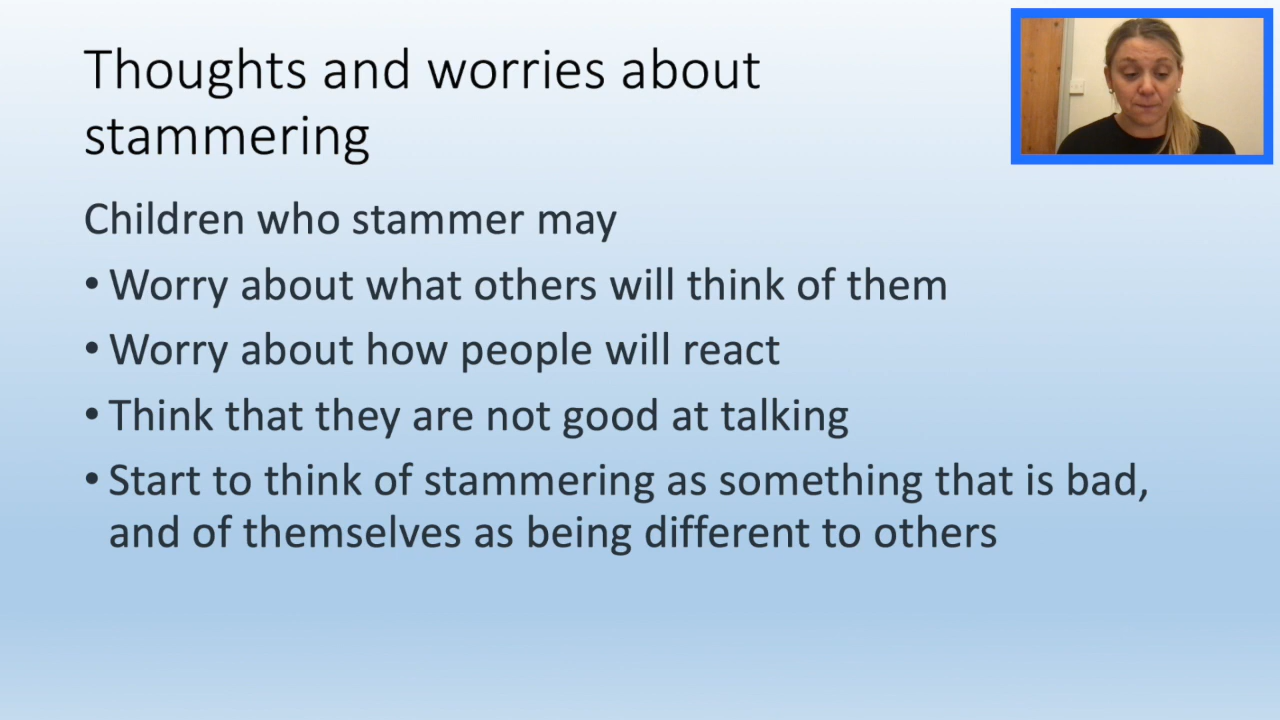 Thoughts and worries about
stammering
Children who stammer may
• Worry about what others will think of them
• Worry about how people will react
• Think that they are not good at talking
• Start to think of stammering as something that is bad,
and of themselves as being different to others